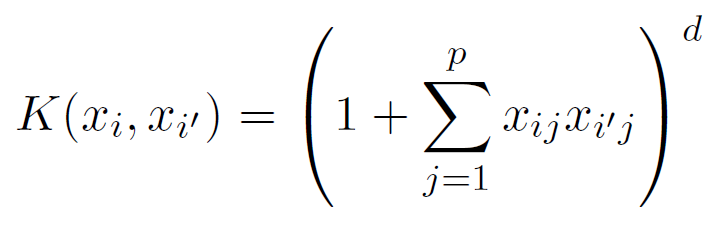 K(x_i, x_{i'}) = \left(1 + \sum_{j=1}^{p} x_{ij} x_{i'j}\right)^d